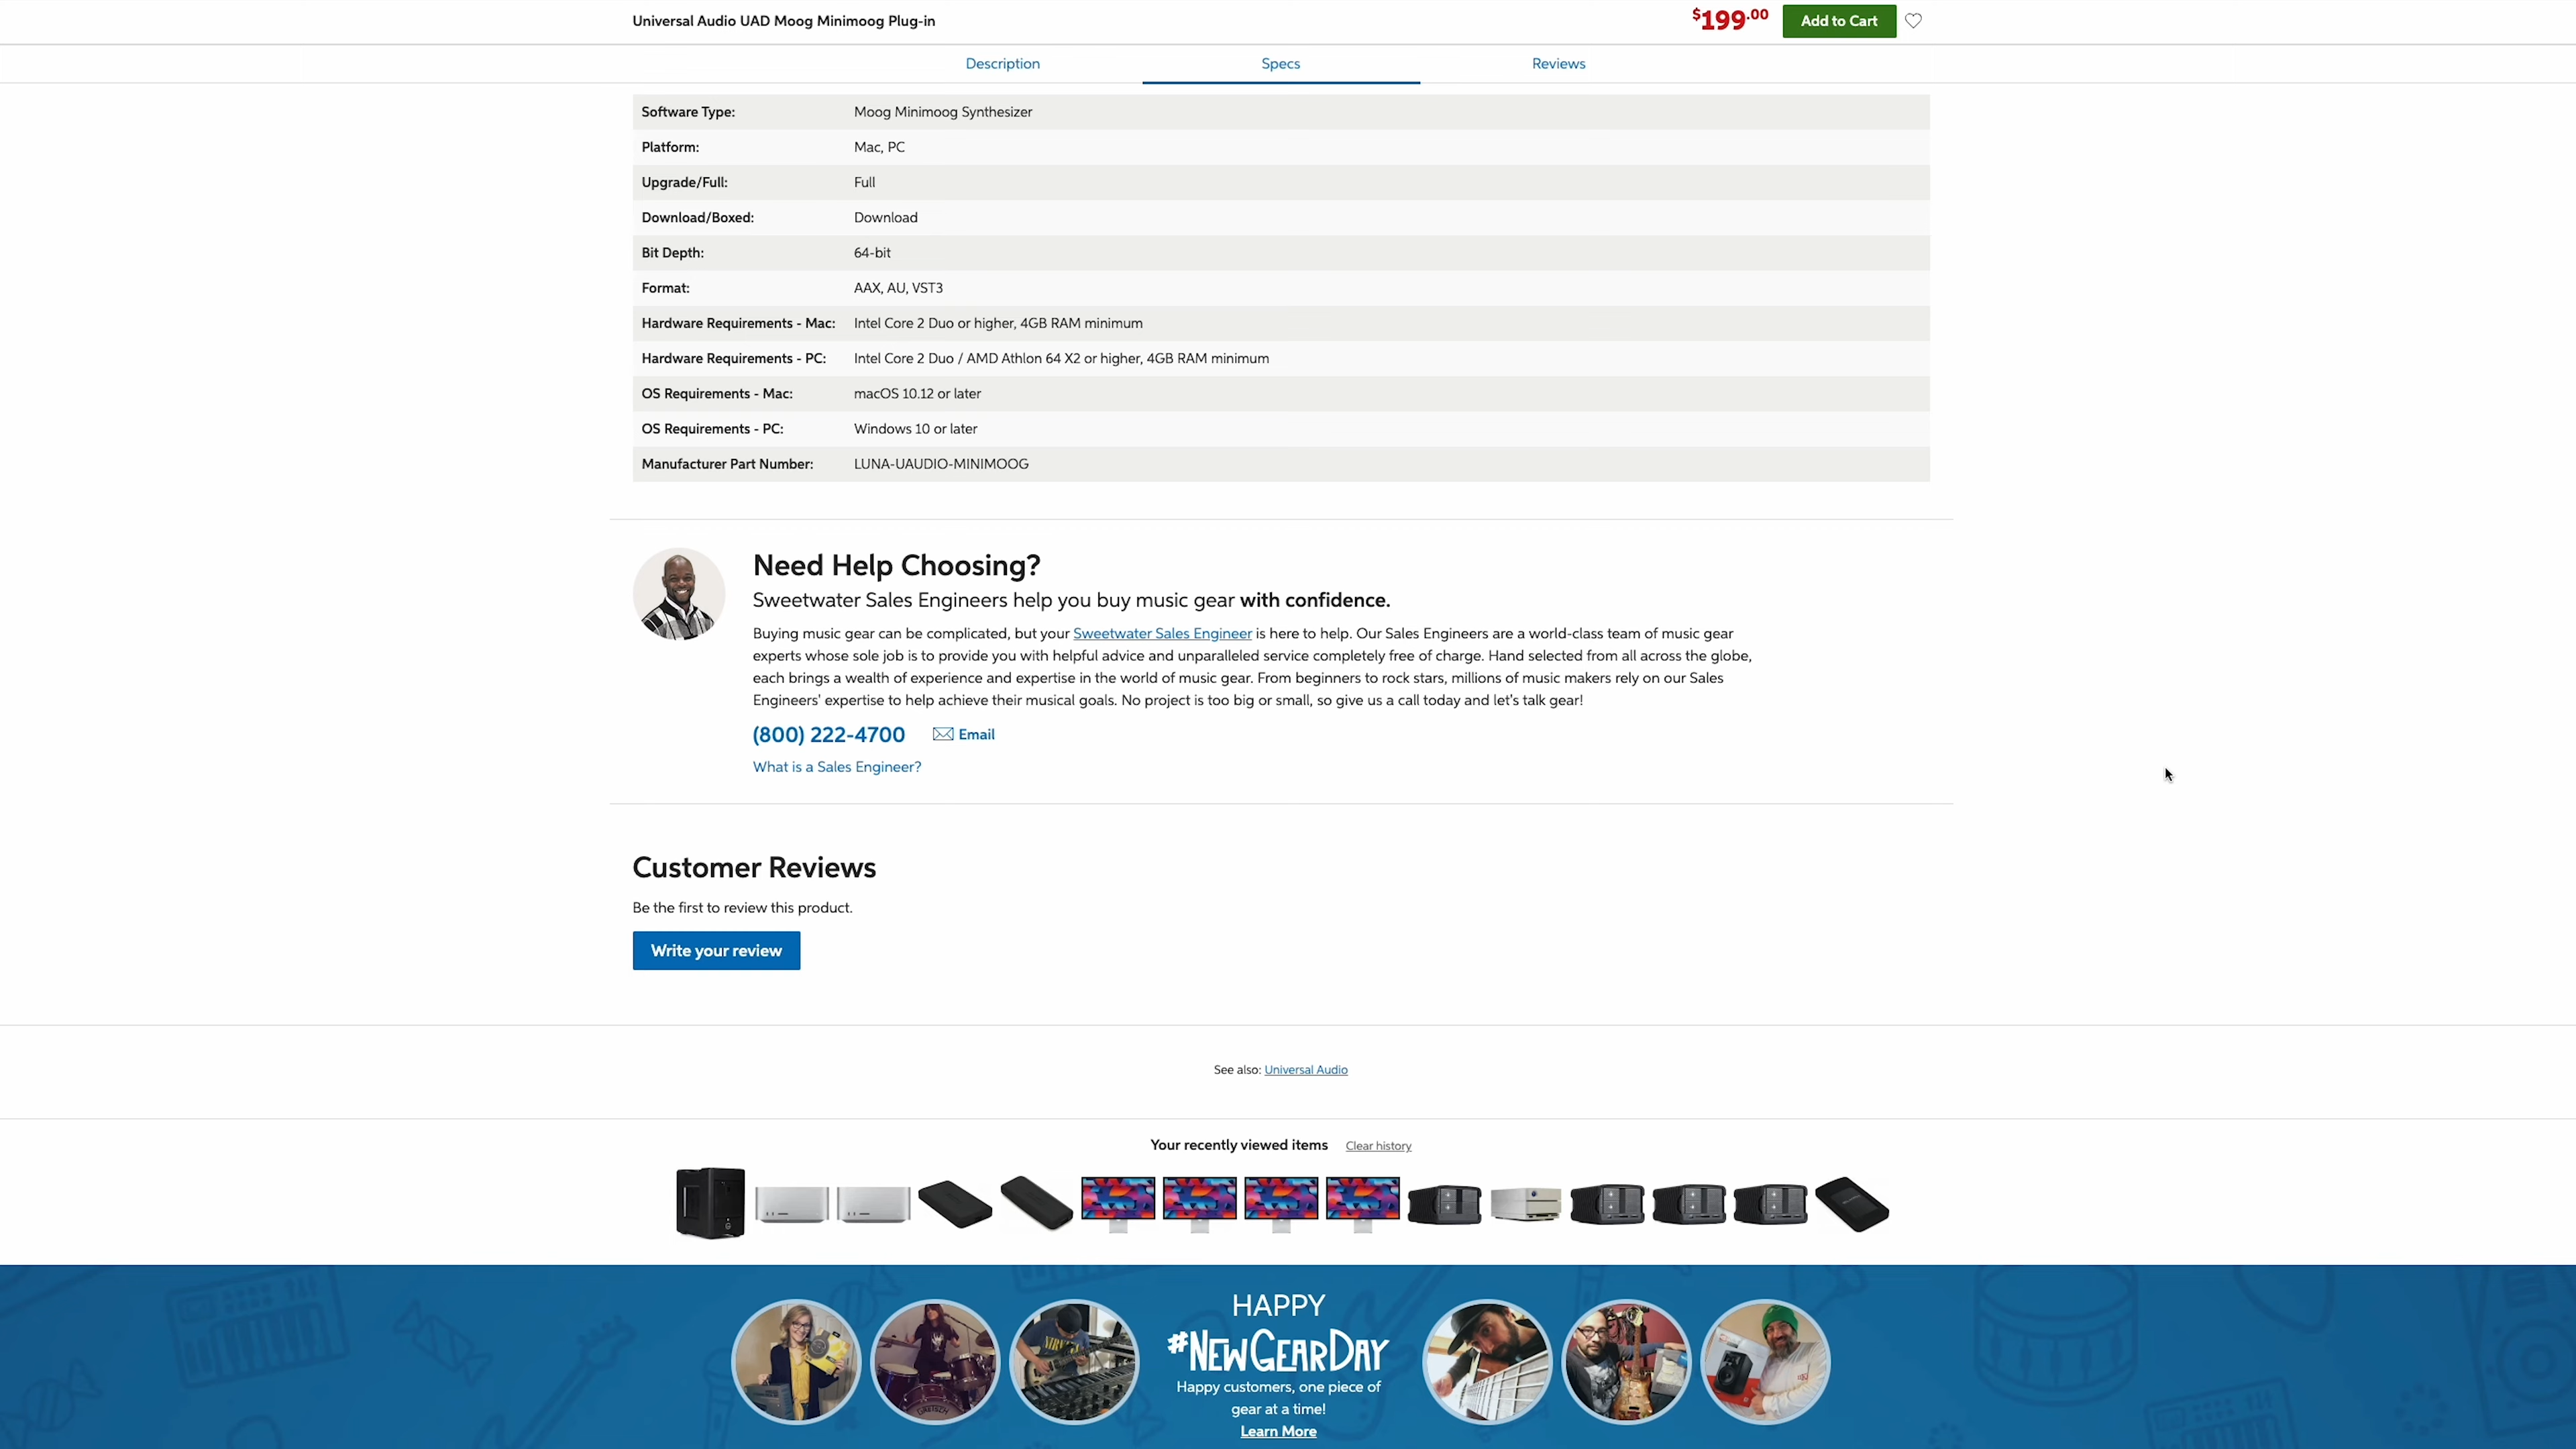 Universal Audio UAD Moog Minimoog Plug-in
$199.00
Add to Cart
Description
Specs
Reviews
Software Type: Moog Minimoog Synthesizer
Platform: Mac, PC
Upgrade/Full: Full
Download/Boxed: Download
Bit Depth: 64-bit
Format: AAX, AU, VST3
Hardware Requirements - Mac: Intel Core 2 Duo or higher, 4GB RAM minimum
Hardware Requirements - PC: Intel Core 2 Duo / AMD Athlon 64 X2 or higher, 4GB RAM minimum
OS Requirements - Mac: macOS 10.12 or later
OS Requirements - PC: Windows 10 or later
Manufacturer Part Number: LUNA-UAUDIO-MINIMOOG
Need Help Choosing?
Sweetwater Sales Engineers help you buy music gear with confidence.
Buying music gear can be complicated, but your Sweetwater Sales Engineer is here to help. Our Sales Engineers are a world-class team of music gear
experts whose sole job is to provide you with helpful advice and unparalleled service completely free of charge. Hand selected from all across the globe,
each brings a wealth of experience and expertise in the world of music gear. From beginners to rock stars, millions of music makers rely on our Sales
Engineers' expertise to help achieve their musical goals. No project is too big or small, so give us a call today and let's talk gear!
(800) 222-4700
Email
What is a Sales Engineer?
Customer Reviews
Be the first to review this product.
Write your review
See also: Universal Audio
Your recently viewed items
Clear history
HAPPY
#NEWGEARDAY
Happy customers, one piece of
gear at a time!
Learn More
NIRVANA
GRETSCH